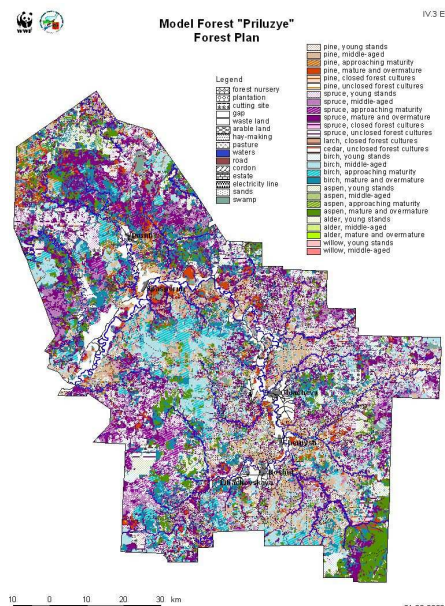 IV.3 E
Model Forest "Priluzye"
Forest Plan
WWF
Legend
forest nursery
plantation
cutting site
gap
waste land
arable land
hay-making
pasture
waters
road
cordon
estate
electricity line
sands
swamp
pine, young stands
pine, middle-aged
pine, approaching maturity
pine, mature and overmature
pine, closed forest cultures
pine, unclosed forest cultures
spruce, young stands
spruce, middle-aged
spruce, approaching maturity
spruce, mature and overmature
spruce, closed forest cultures
spruce, unclosed forest cultures
larch, closed forest cultures
cedar, unclosed forest cultures
birch, young stands
birch, middle-aged
birch, approaching maturity
birch, mature and overmature
aspen, young stands
aspen, middle-aged
aspen, approaching maturity
aspen, mature and overmature
alder, young stands
alder, middle-aged
alder, mature and overmature
willow, young stands
willow, middle-aged
10 0 10 20 30 km